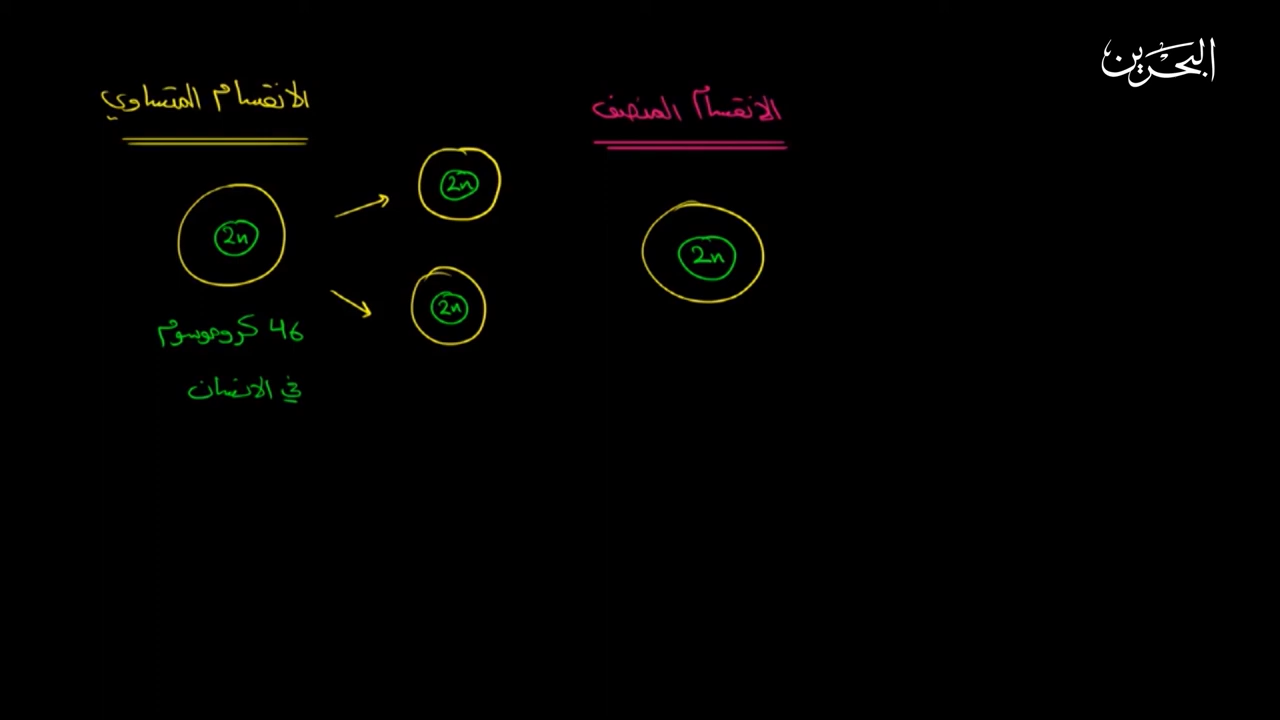 البحرين
الانقسام المنصف
2n
الانقسام المتساوي
2n
2n
2n
46 كروموسوم
في الانسان